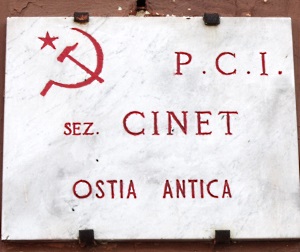 P.C.I.
SEZ. CINET
OSTIA ANTICA